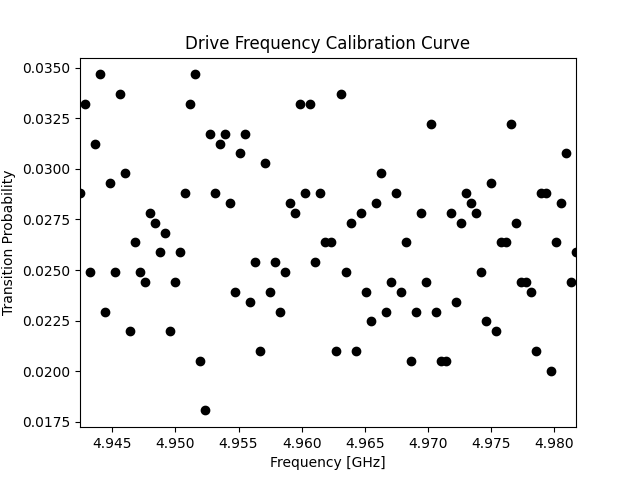 Drive Frequency Calibration Curve
0.0350
0.0325
0.0300
0.0275
0.0250
0.0225
0.0200
0.0175
Transition Probability
4.945 4.950 4.955 4.960 4.965 4.970 4.975 4.980
Frequency [GHz]